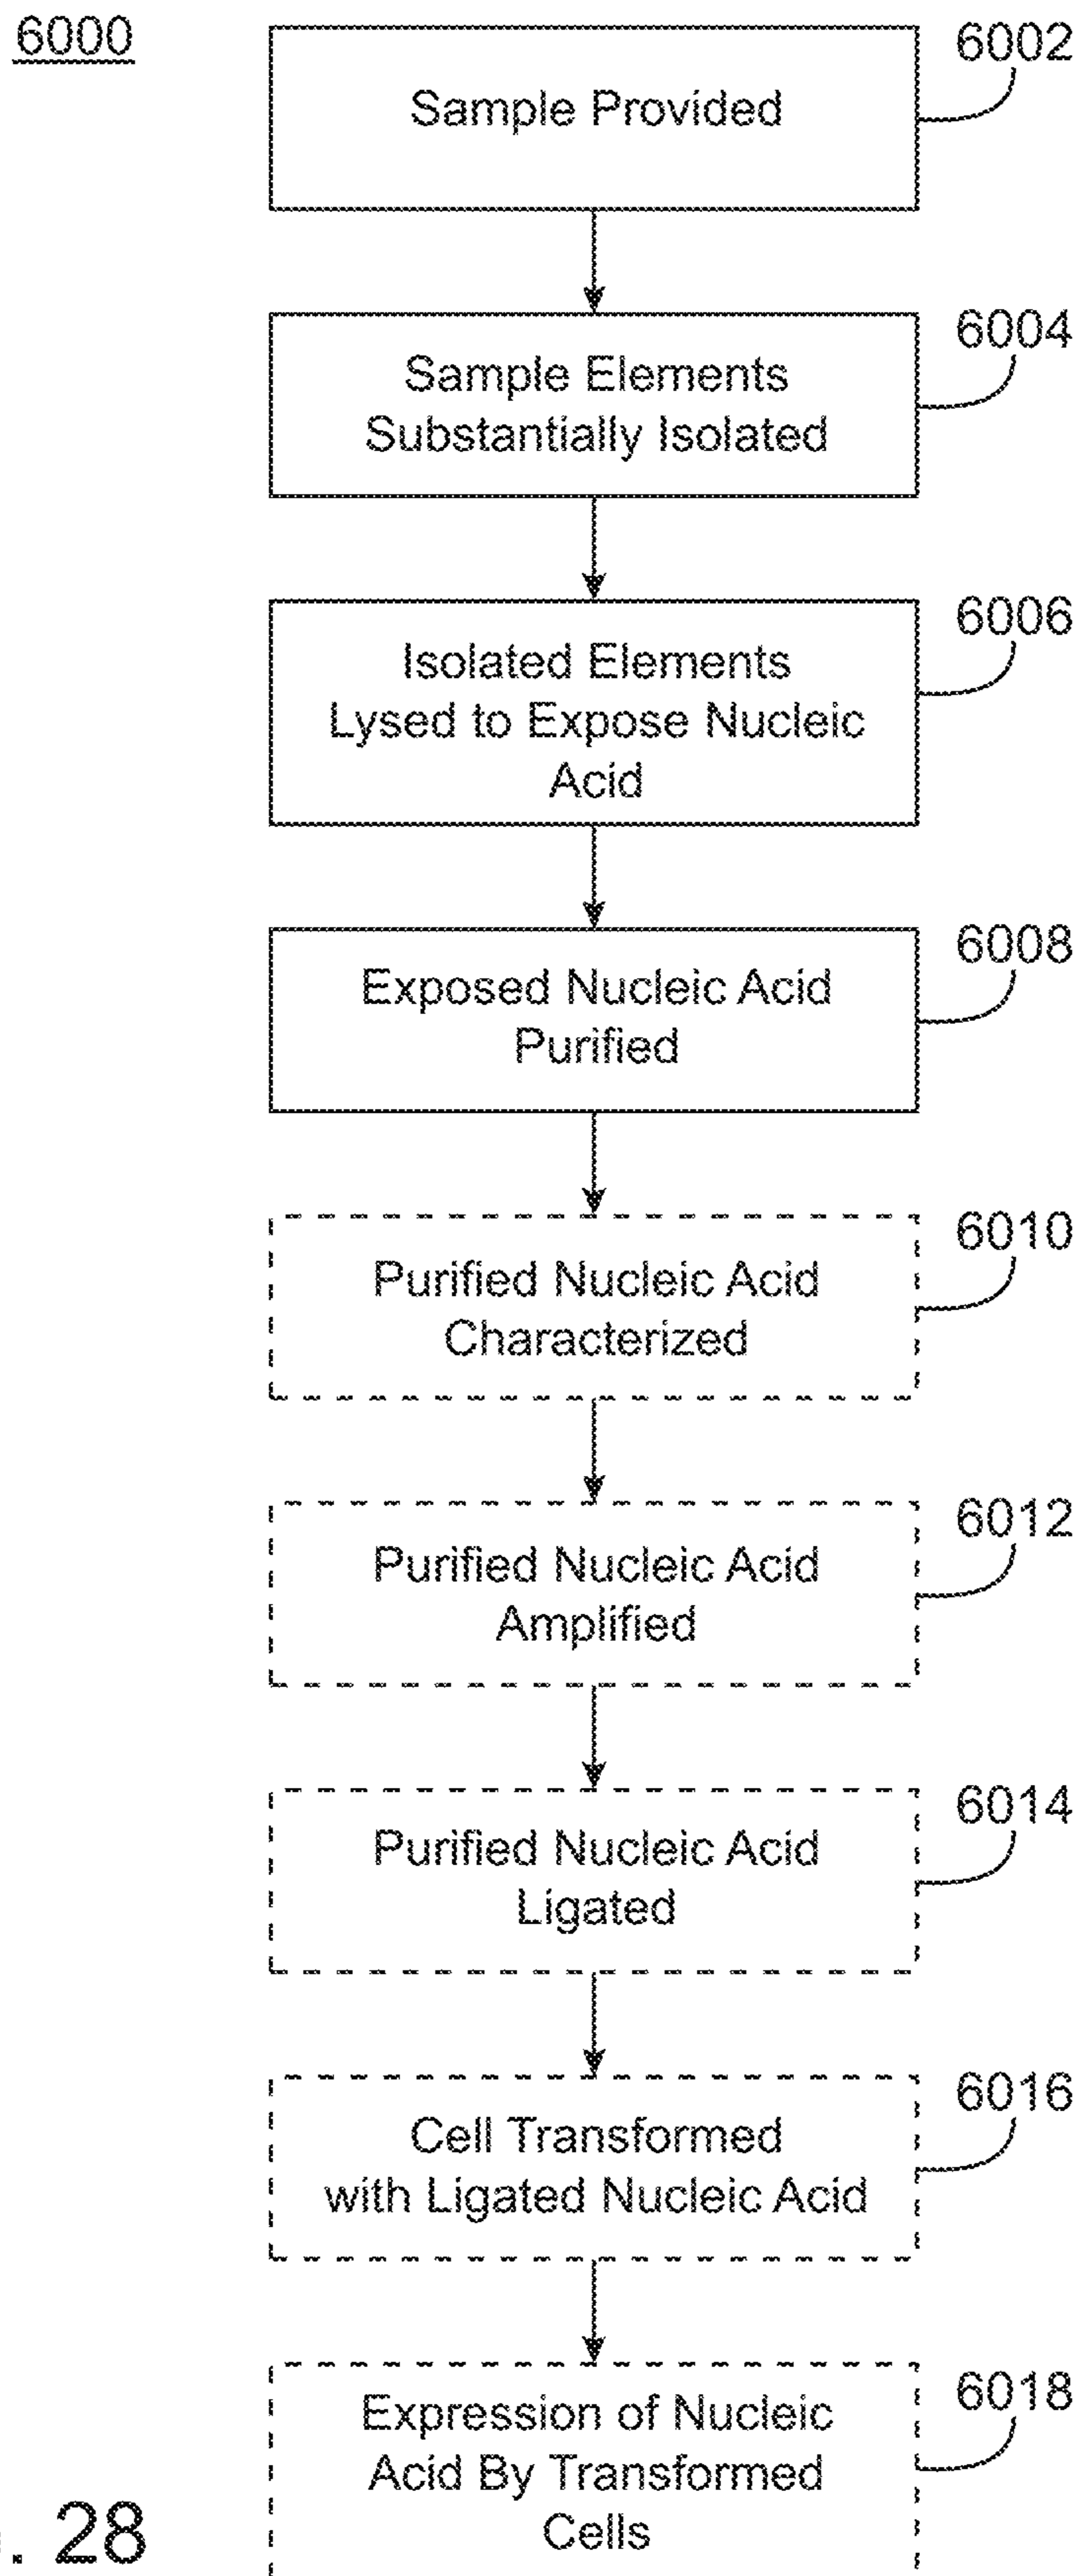 6000
6002
Sample Provided
6004
Sample Elements
Substantially Isolated
6006
Isolated Elements
Lysed to Expose Nucleic
Acid
6008
Exposed Nucleic Acid
Purified
6010
Purified Nucleic Acid
Characterized
6012
Purified Nucleic Acid
Amplified
6014
Purified Nucleic Acid
Ligated
6016
Cell Transformed
with Ligated Nucleic Acid
6018
Expression of Nucleic
Acid By Transformed
Cells
. 28